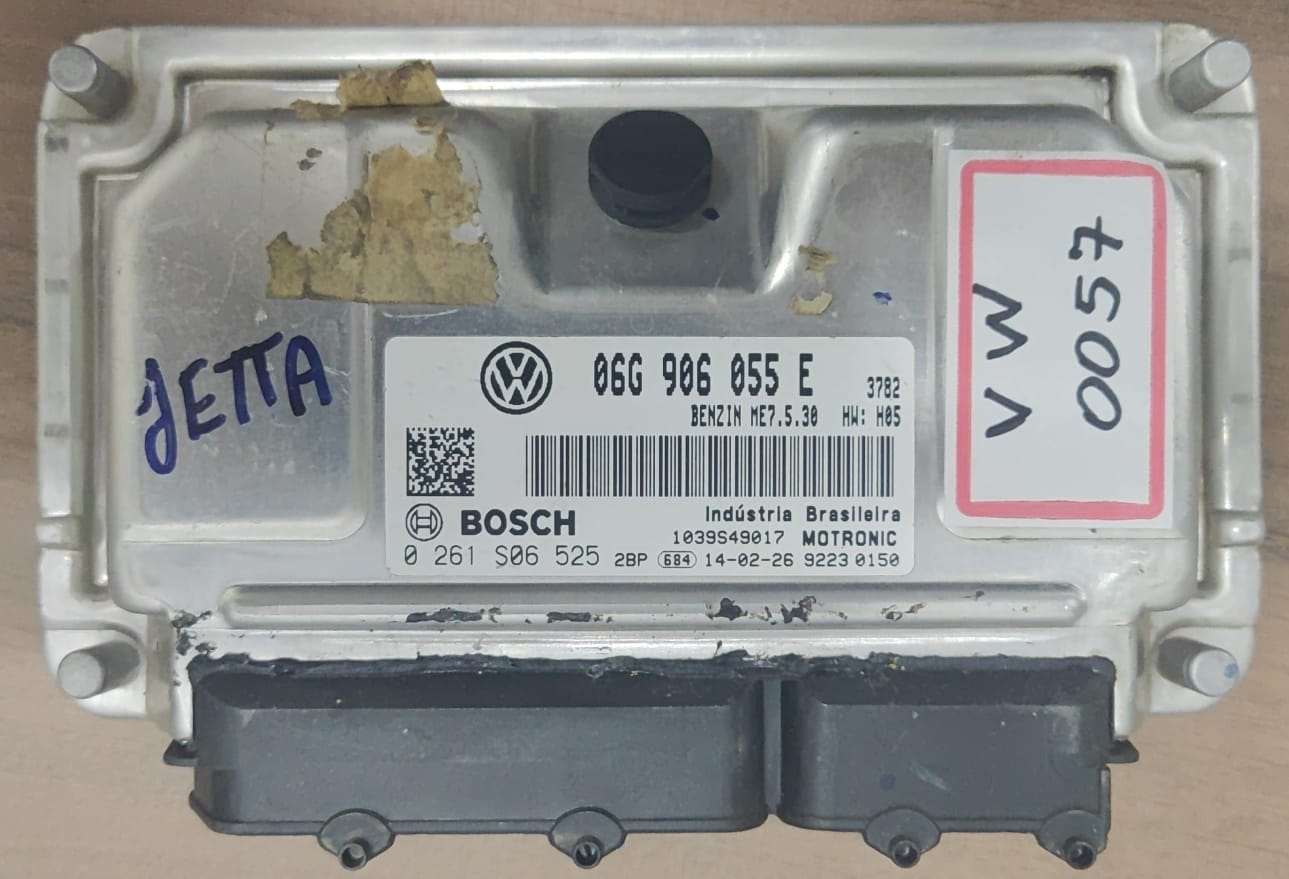 JETTA
06G 906 055 E
3782
BENZIN ME7.5.30 HW: H05
BOSCH
Indústria Brasileira
1039S49017 MOTRONIC
0 261 S06 525 2BP 684 14-02-26 9223 0150
VW
0057